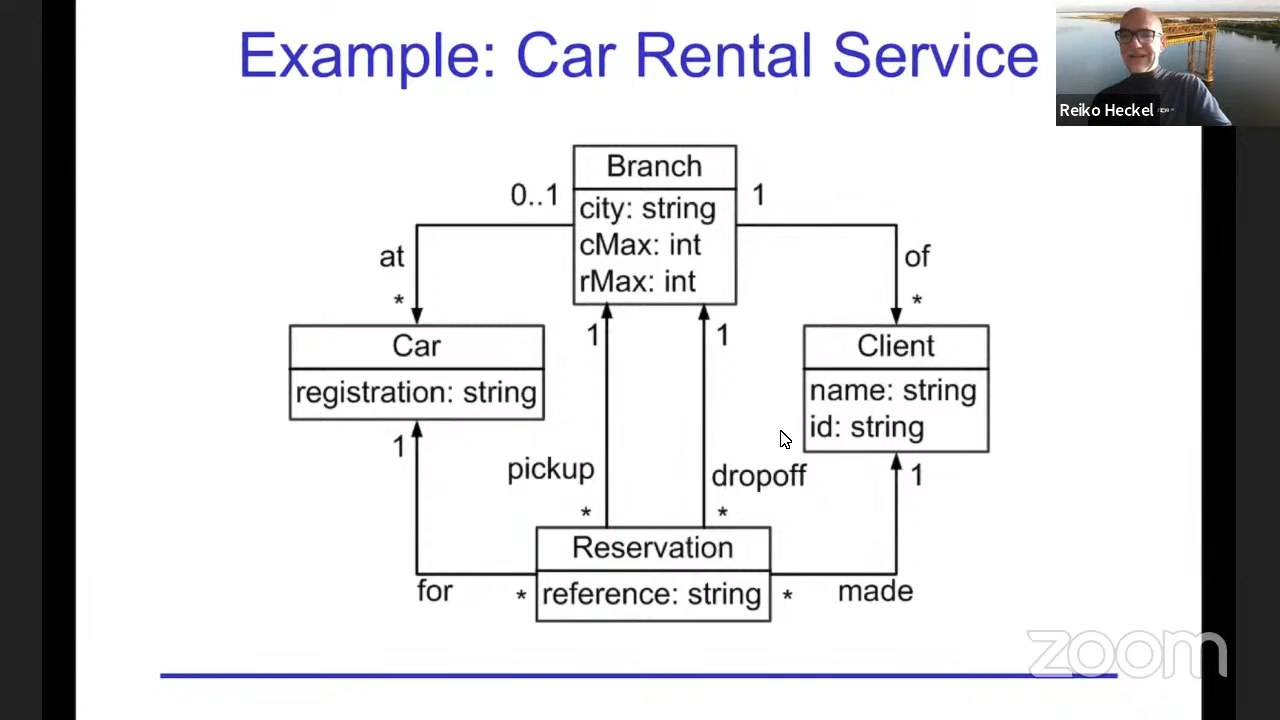 Example: Car Rental Service
Reiko Heckel
Branch
0..1
1
city: string
cMax: int
rMax: int
at
of
*
*
Car
1
1
Client
registration: string
name: string
id: string
1
pickup
dropoff
1
*
*
Reservation
for
*
reference: string
*
made
zoom